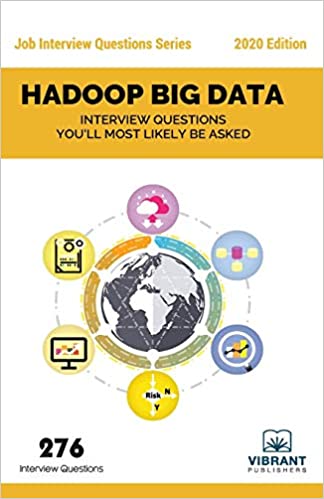 Job Interview Questions Series 2020 Edition
HADOOP BIG DATA
INTERVIEW QUESTIONS
YOU'LL MOST LIKELY BE ASKED
Risk N
Y
276
Interview Questions
VIBRANT
PUBLISHERS